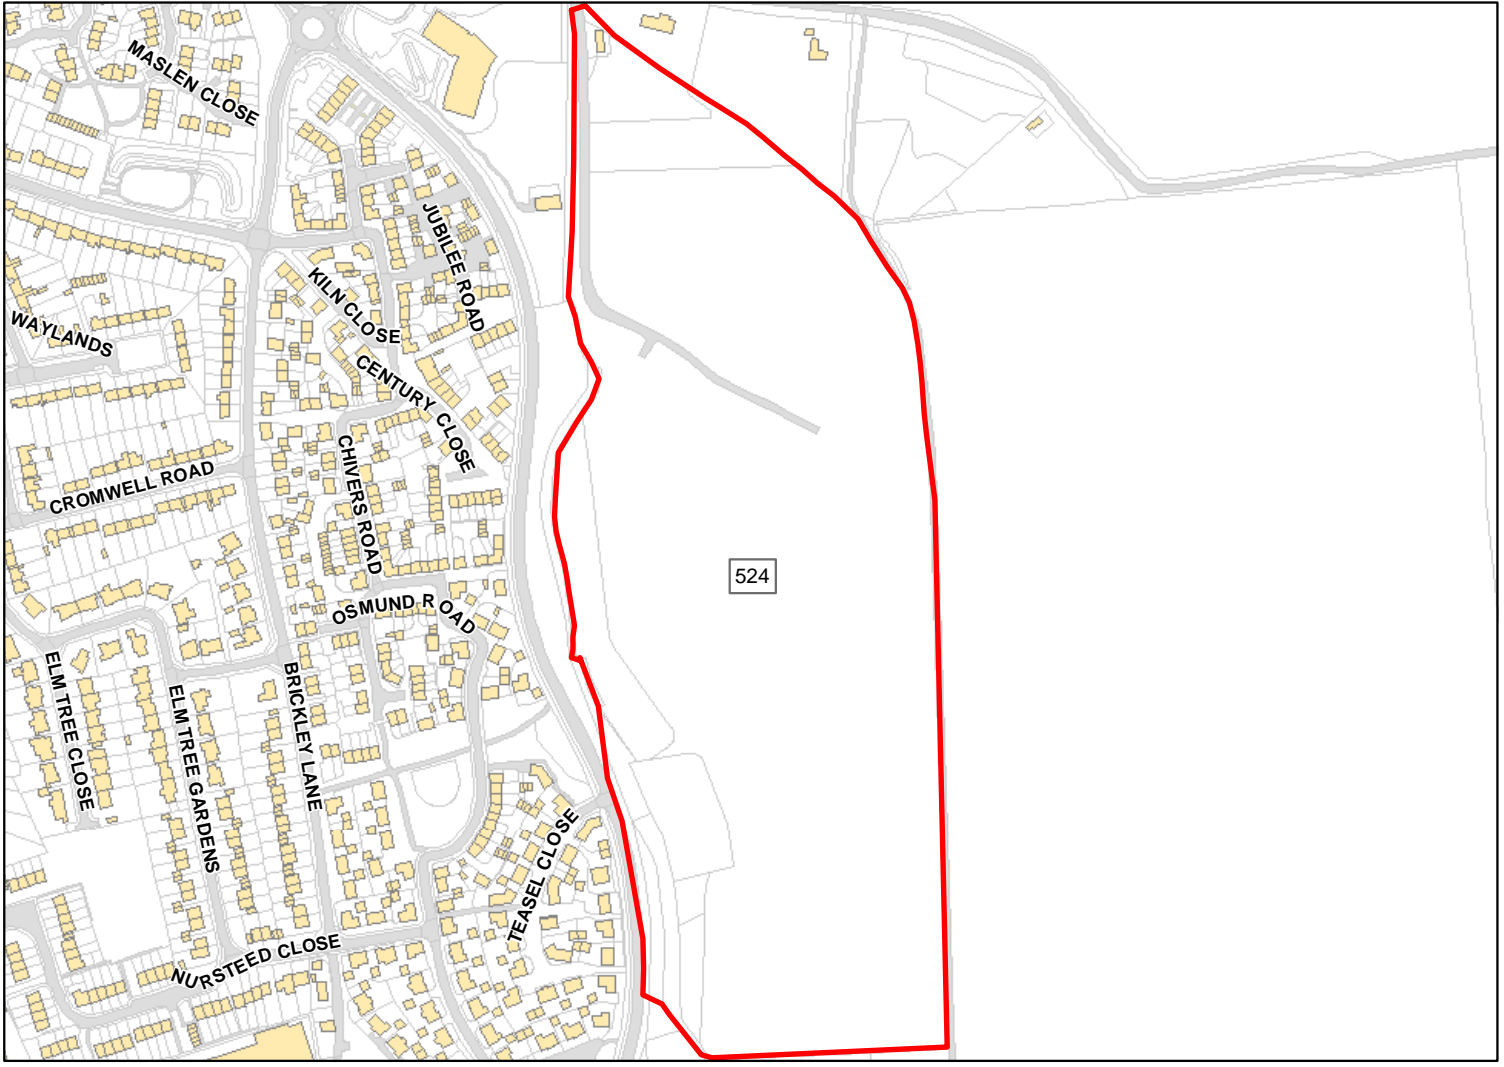 MASLEN CLOSE
JUBILEE ROAD
KILN CLOSE
WAYLANDS
CENTURY CLOSE
CHIVERS ROAD
CROMWELL ROAD
524
OSMUND ROAD
ELM TREE CLOSE
BRICKLEY LANE
ELM TREE GARDENS
TEASEL CLOSE
NURSTEED CLOSE